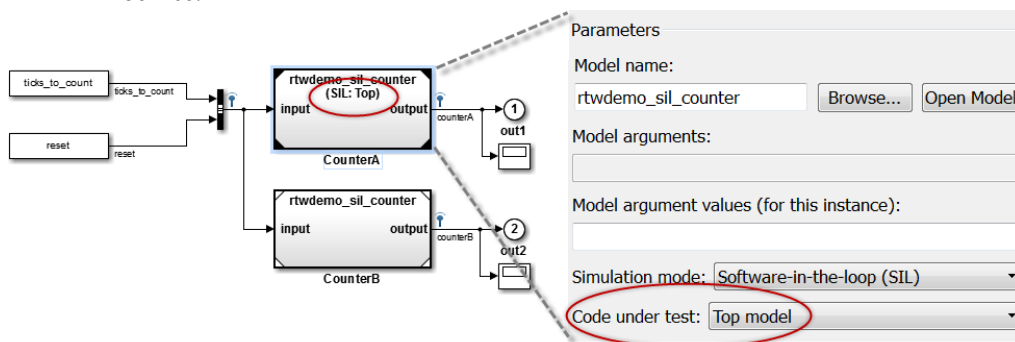 ticks_to_count
ticks_to_count
reset
reset
rtwdemo_sil_counter
(SIL: Top)
input
output
counterA
CounterA
1
out1
rtwdemo_sil_counter
input
output
counterB
CounterB
2
out2
Parameters
Model name:
rtwdemo_sil_counter
Browse...
Open Model
Model arguments:
Model argument values (for this instance):
Simulation mode: Software-in-the-loop (SIL)
Code under test: Top model